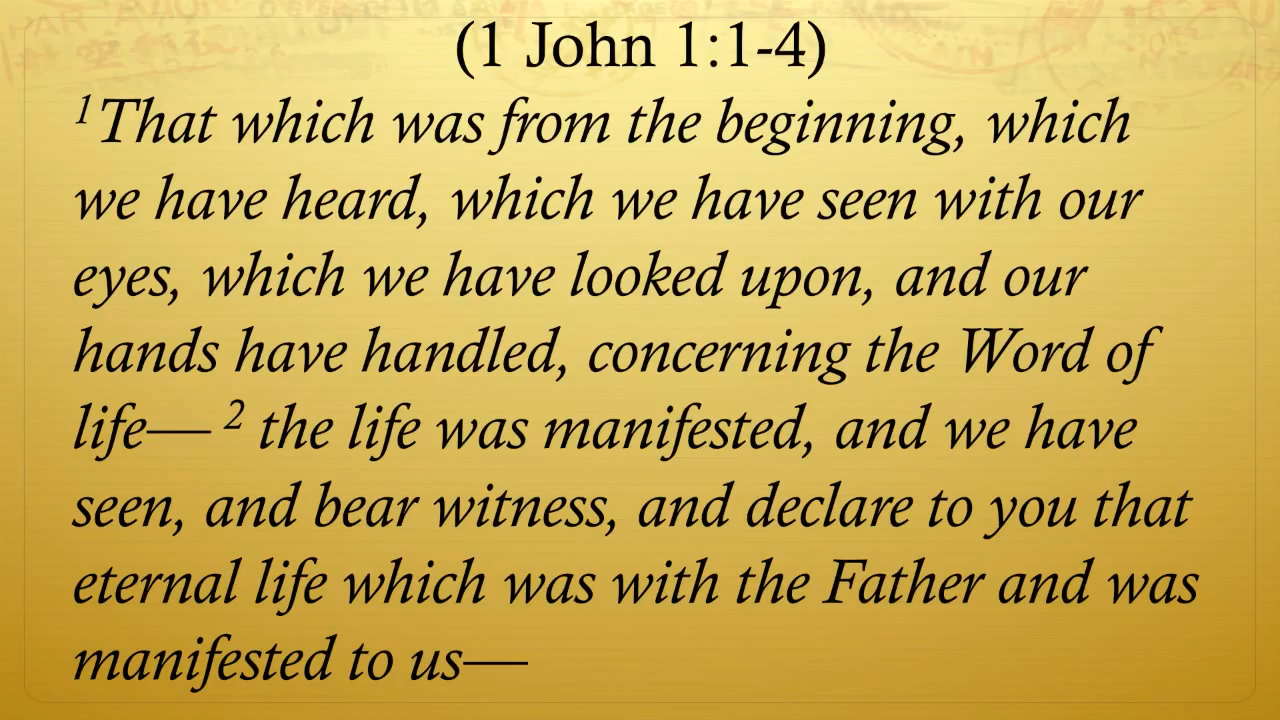 (1 John 1:1-4)
¹That which was from the beginning, which
we have heard, which we have seen with our
eyes, which we have looked upon, and our
hands have handled, concerning the Word of
life— ² the life was manifested, and we have
seen, and bear witness, and declare to you that
eternal life which was with the Father and was
manifested to us—